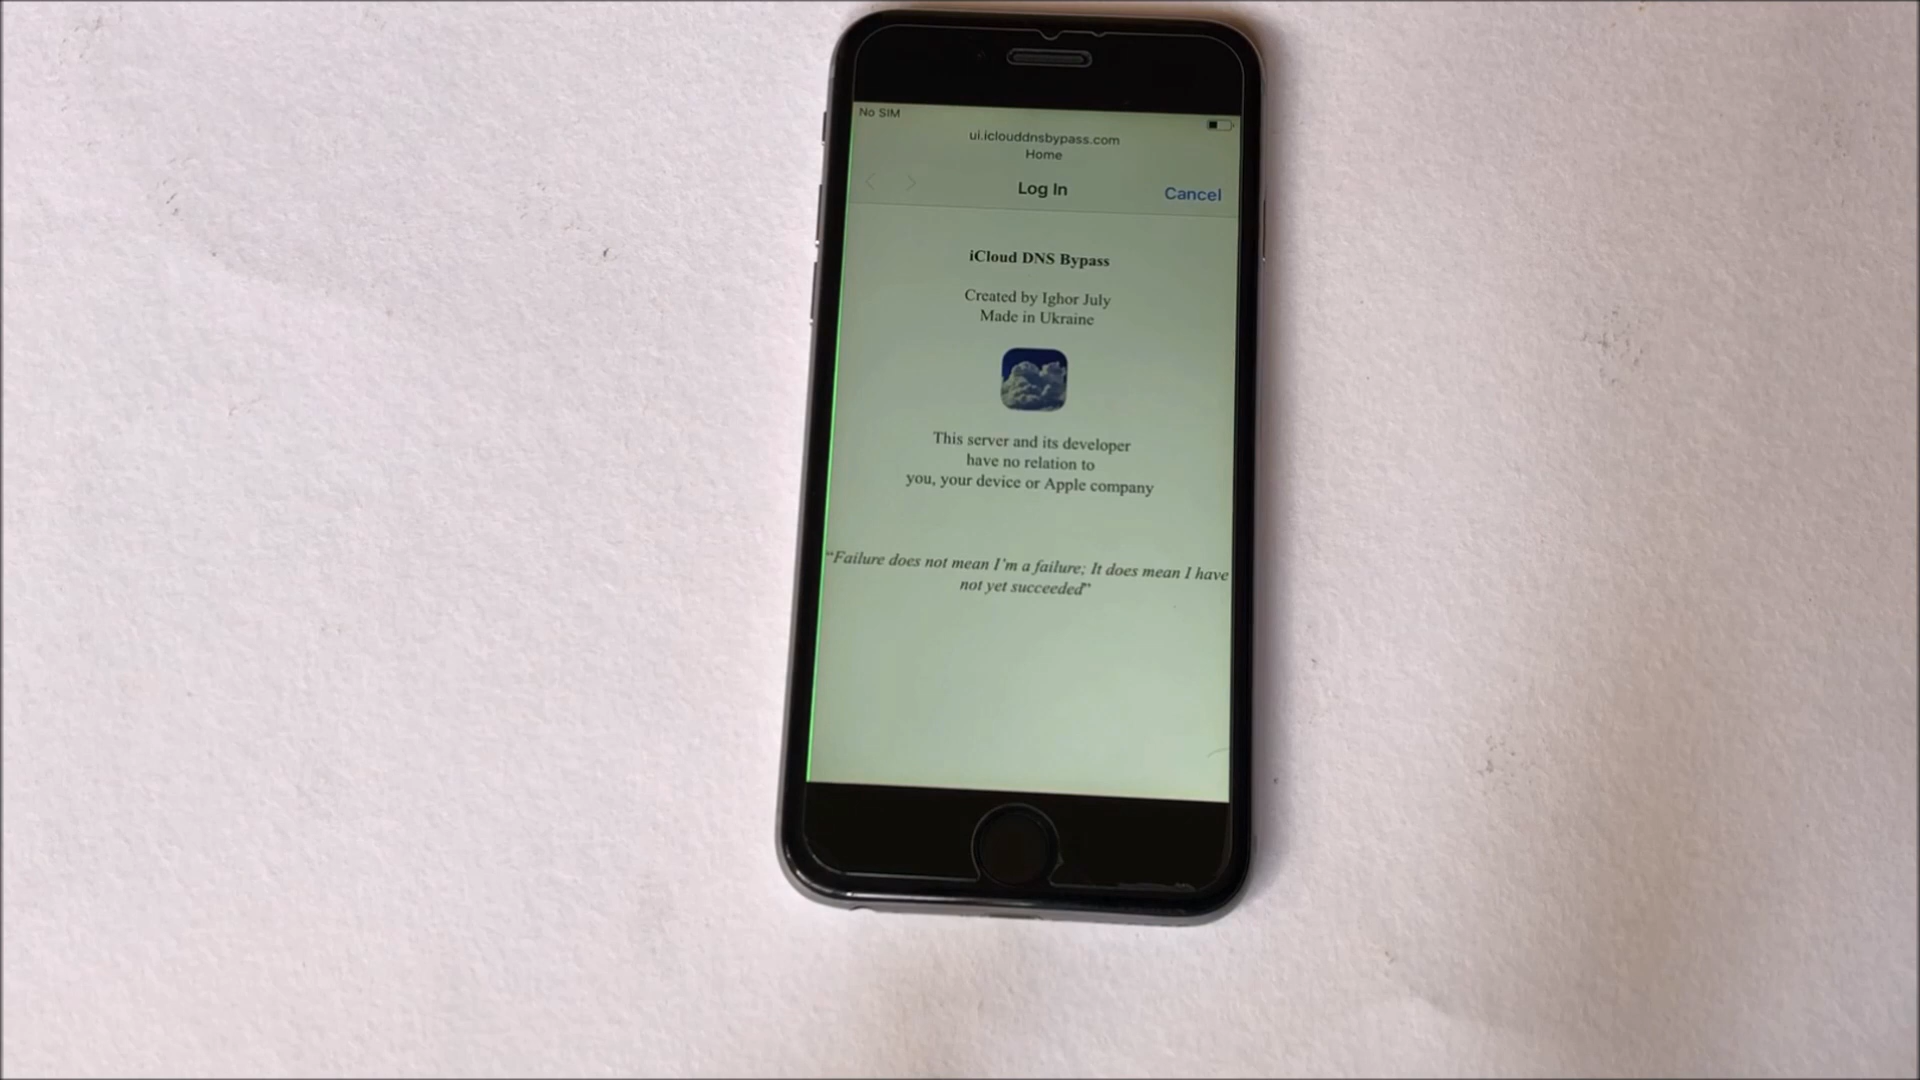 No SIM
ui.iclouddnsbypass.com
Home
Log In
Cancel
iCloud DNS Bypass
Created by Ighor July
Made in Ukraine
This server and its developer
have no relation to
you, your device or Apple company
“Failure does not mean I'm a failure; It does mean I have
not yet succeeded”